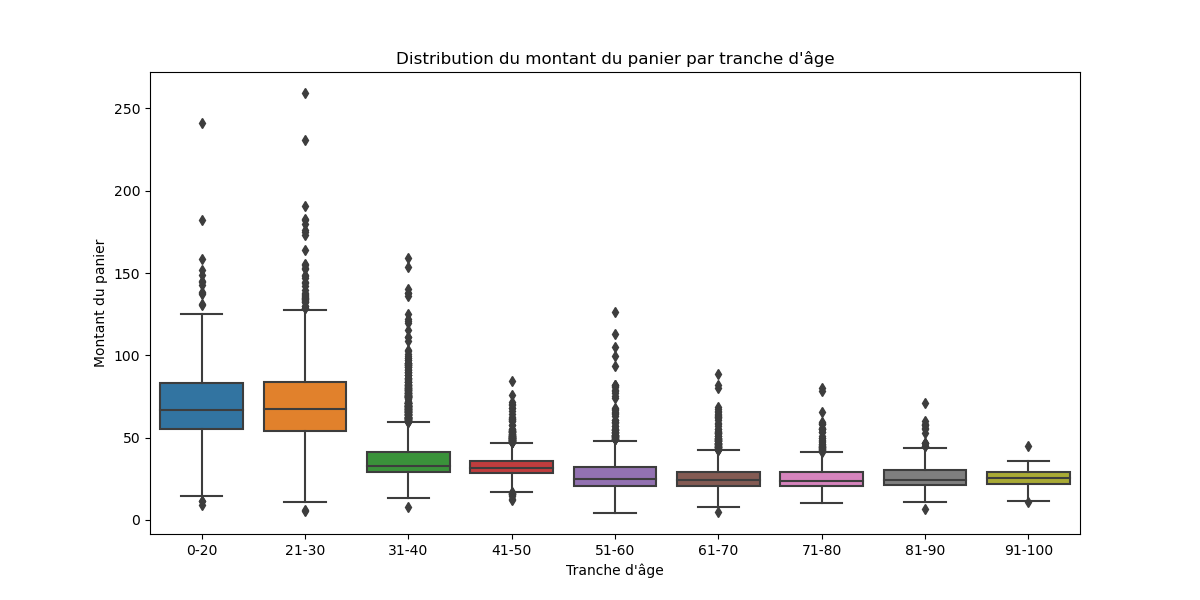 Distribution du montant du panier par tranche d'âge
Montant du panier
250
200
150
100
50
0
0-20 21-30 31-40 41-50 51-60 61-70 71-80 81-90 91-100
Tranche d'âge